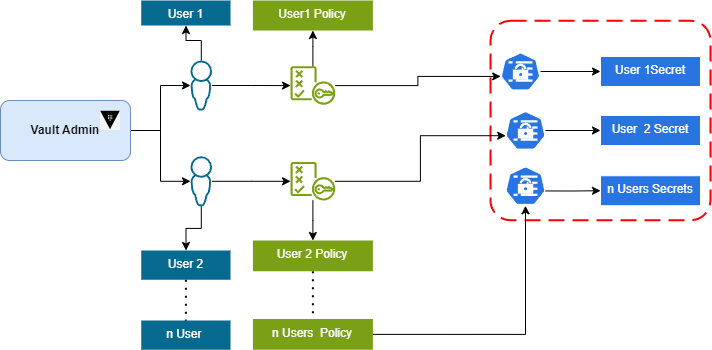 User 1
User1 Policy
User 1Secret
Vault Admin
User 2 Secret
n Users Secrets
User 2
User 2 Policy
n User
n Users Policy